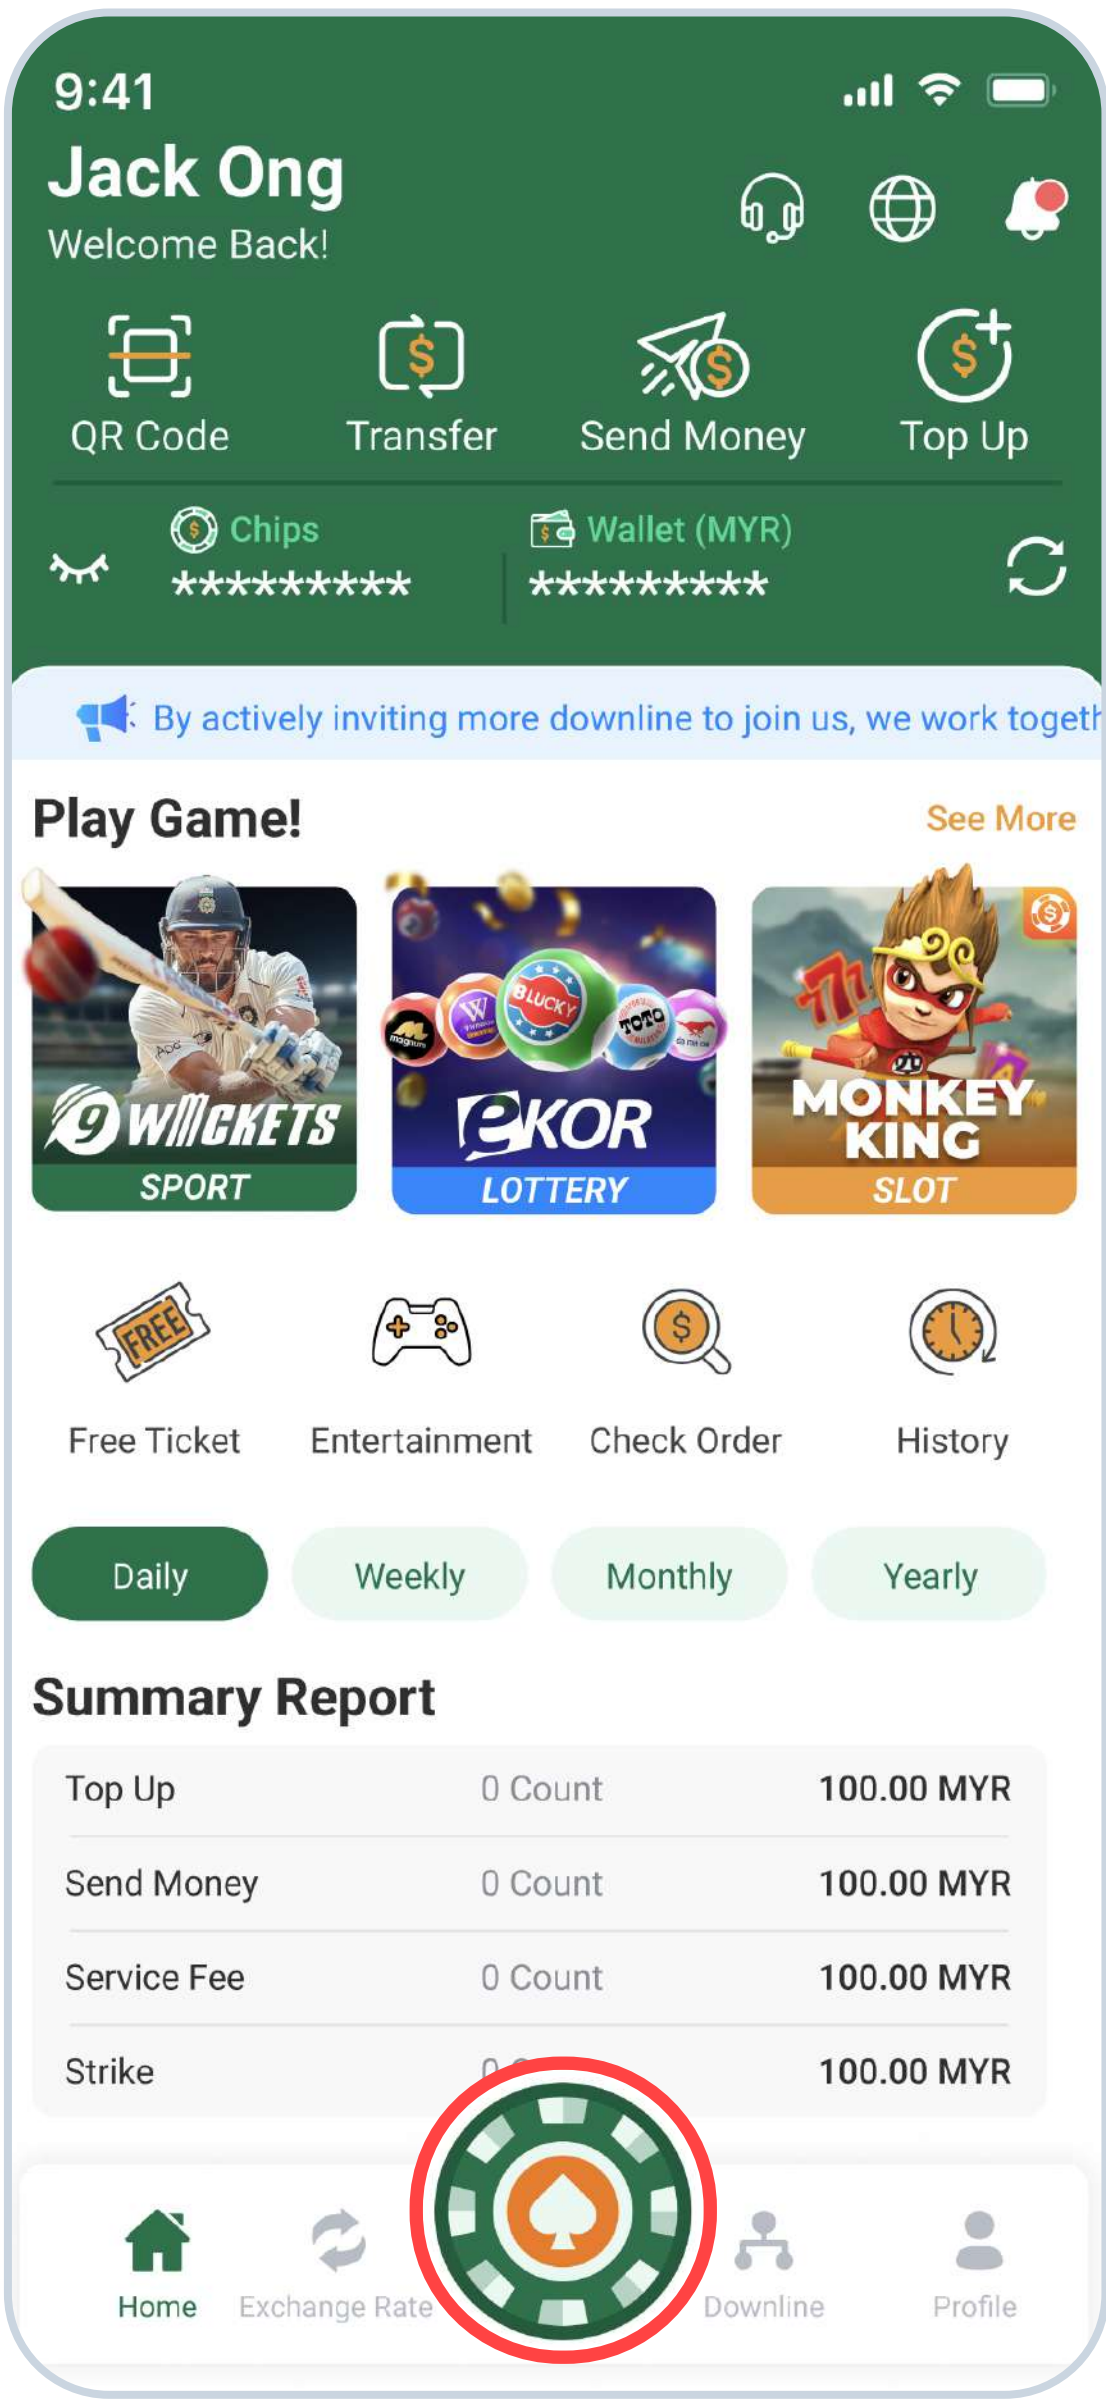 9:41
Jack Ong
Welcome Back!
QR Code Transfer Send Money Top Up
Chips Wallet (MYR)
********* *********
By actively inviting more downline to join us, we work togeth
Play Game! See More
BLUCKY
magnum W TOTO
9WICKETS eKOR MONKEY KING
SPORT LOTTERY SLOT
FREE
Free Ticket Entertainment Check Order History
Daily Weekly Monthly Yearly
Summary Report
Top Up 0 Count 100.00 MYR
Send Money 0 Count 100.00 MYR
Service Fee 0 Count 100.00 MYR
Strike 0 100.00 MYR
Home Exchange Rate Downline Profile